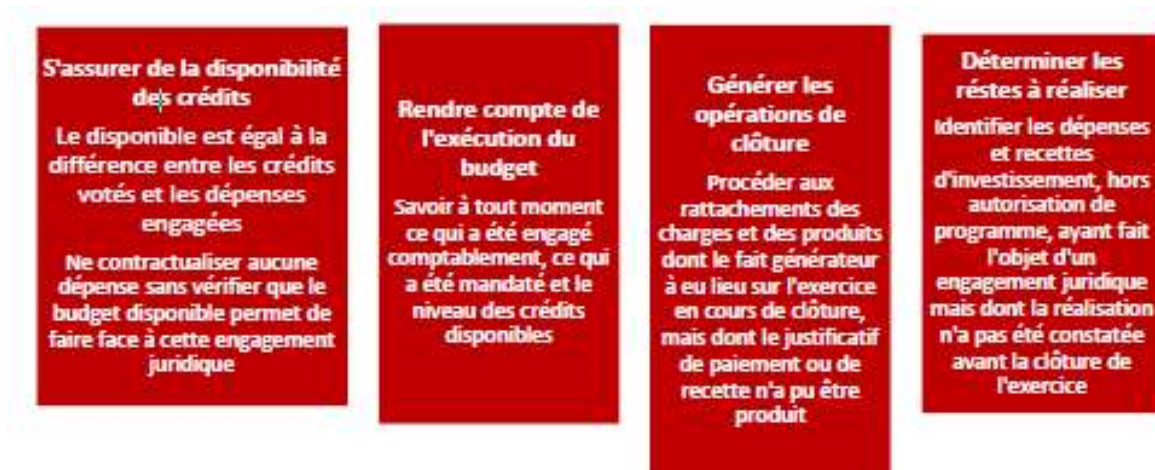 S'assurer de la disponibilité
des crédits
Le disponible est égal à la
différence entre les crédits
votés et les dépenses
engagées
Ne contractualiser aucune
dépense sans vérifier que le
budget disponible permet de
faire face à cette engagement
juridique
Rendre compte de
l'exécution du
budget
Savoir à tout moment
ce qui a été engagé
comptablement, ce qui
a été mandaté et le
niveau des crédits
disponibles
Générer les
opérations de
clôture
Procéder aux
rattachements des
charges et des produits
dont le fait générateur
à eu lieu sur l'exercice
en cours de clôture,
mais dont le justificatif
de paiement ou de
recette n'a pu être
produit
Déterminer les
réstes à réaliser
Identifier les dépenses
et recettes
d'investissement, hors
autorisation de
programme, ayant fait
l'objet d'un
engagement juridique
mais dont la réalisation
n'a pas été constatée
avant la clôture de
l'exercice